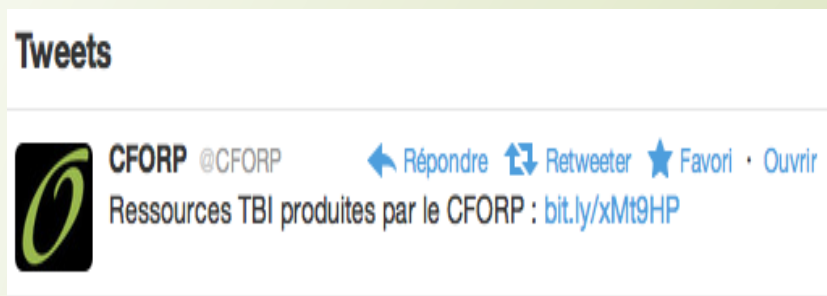 Tweets
CFORP @CFORP Répondre Retweeter Favori · Ouvrir
Ressources TBI produites par le CFORP : bit.ly/xMt9HP